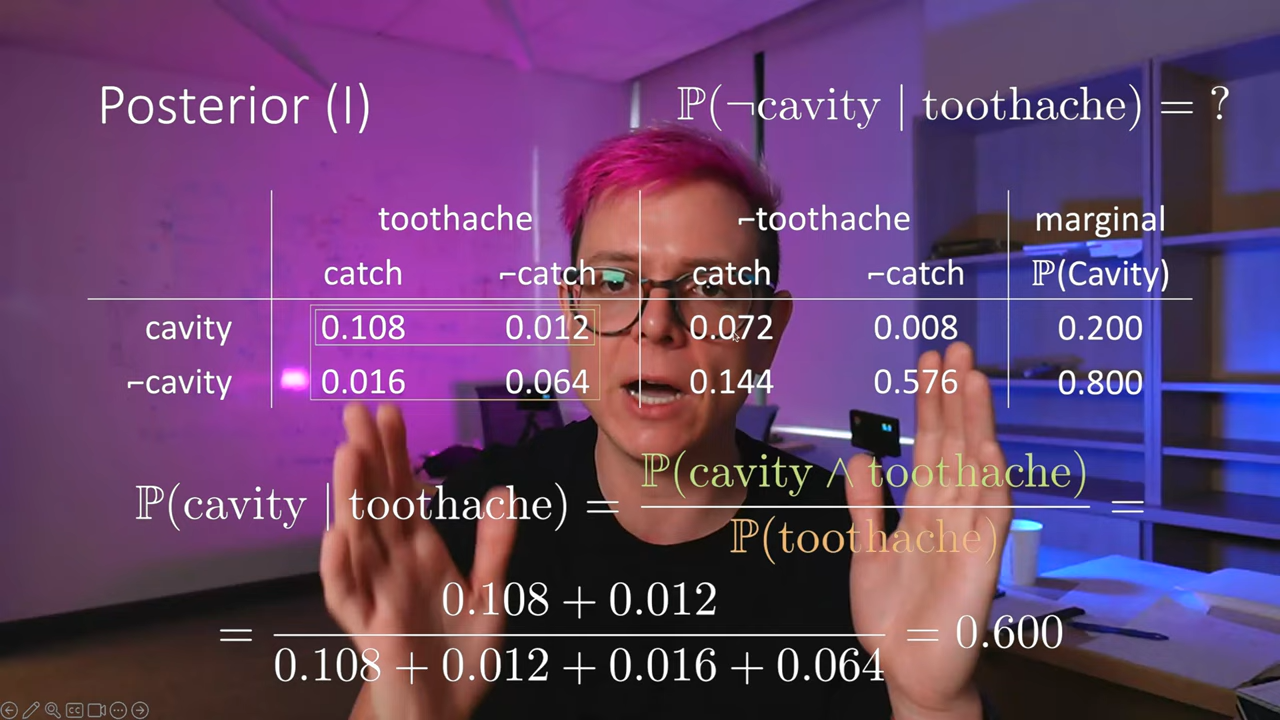 Posterior (I)
ℙ(¬cavity | toothache) = ?
toothache ¬toothache marginal
catch ¬catch catch ¬catch ℙ(Cavity)
cavity 0.108 0.012 0.072 0.008 0.200
¬cavity 0.016 0.064 0.144 0.576 0.800
ℙ(cavity | toothache) = ℙ(cavity ∧ toothache) / ℙ(toothache) =
= 0.108 + 0.012 / 0.108 + 0.012 + 0.016 + 0.064 = 0.600
CC